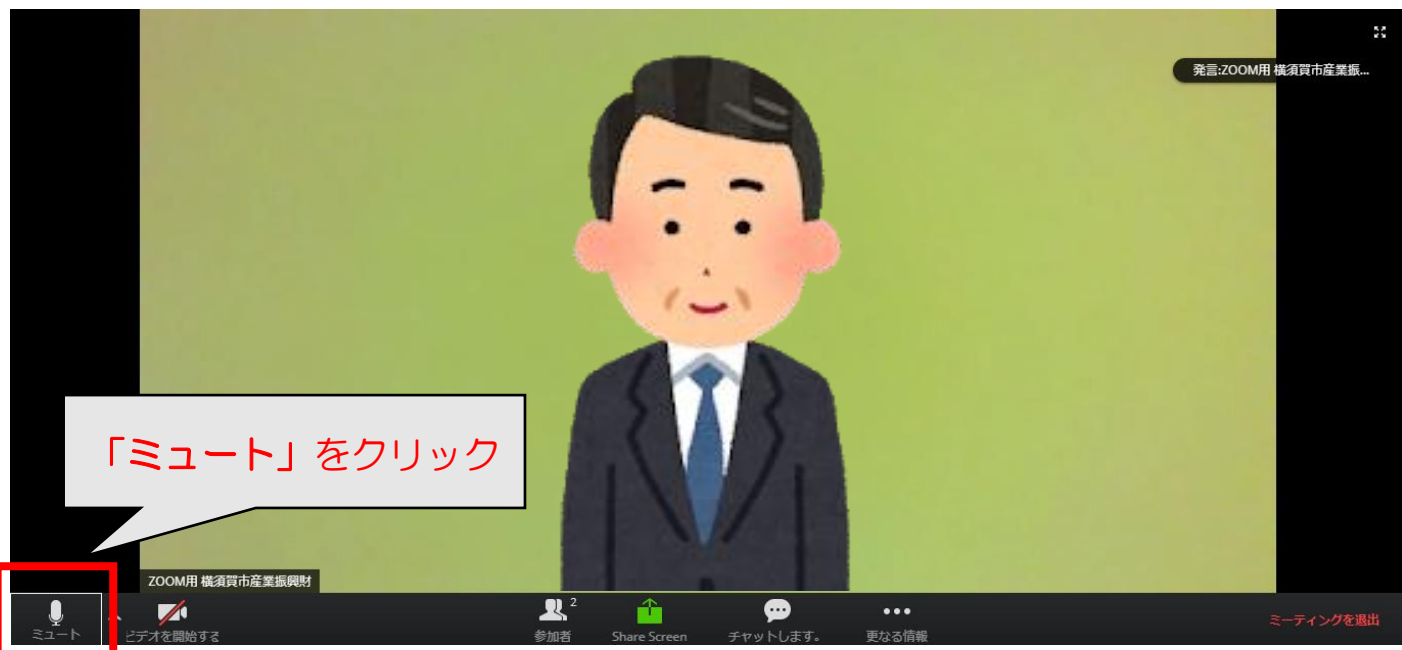 発言:ZOOM用 横須賀市産業振...
「ミュート」をクリック
ZOOM用 横須賀市産業振興財
ミュート
ビデオを開始する
参加者
2
Share Screen
チャットします。
更なる情報
ミーティングを退出